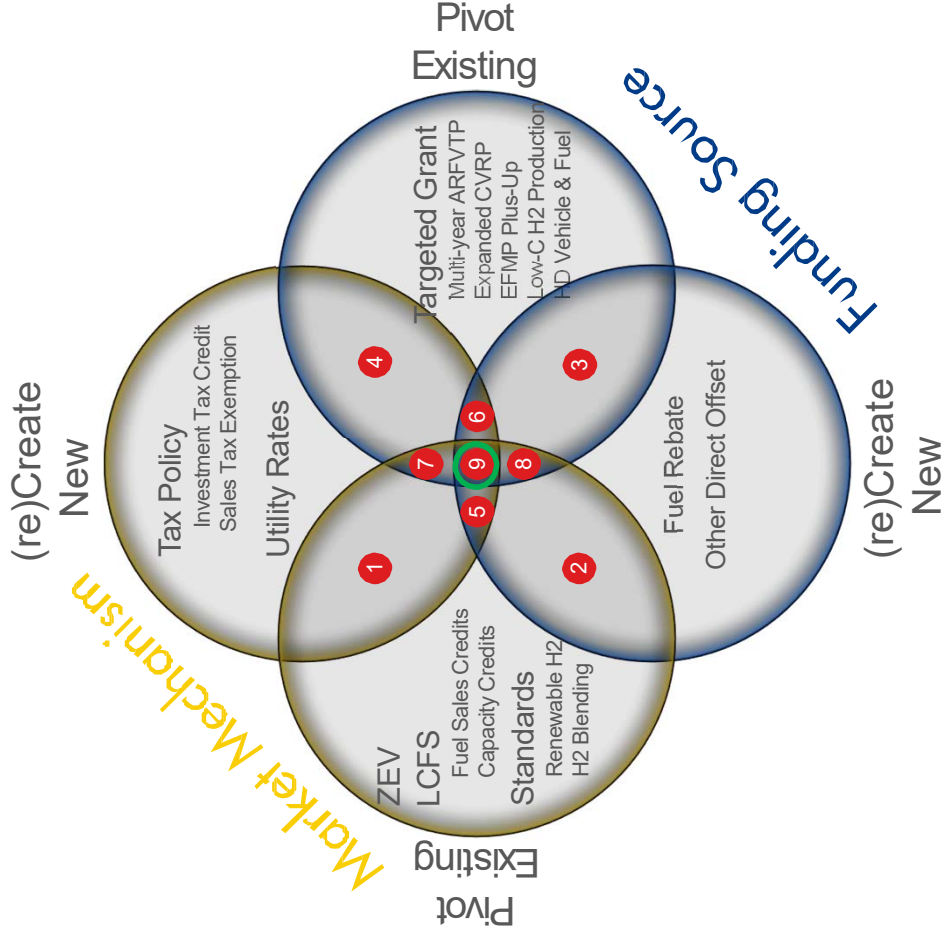 Pivot
Existing
Funding Source
Targeted Grant
Multi-year ARFVTP
Expanded CVRP
EFMP Plus-Up
Low-C H2 Production
HD Vehicle & Fuel
(re)Create
New
Tax Policy
Investment Tax Credit
Sales Tax Exemption
Utility Rates
Market Mechanism
ZEV
LCFS
Fuel Sales Credits
Capacity Credits
Standards
Renewable H2
H2 Blending
Existing
Pivot
Fuel Rebate
Other Direct Offset
(re)Create
New
1
2
3
4
5
6
7
8
9